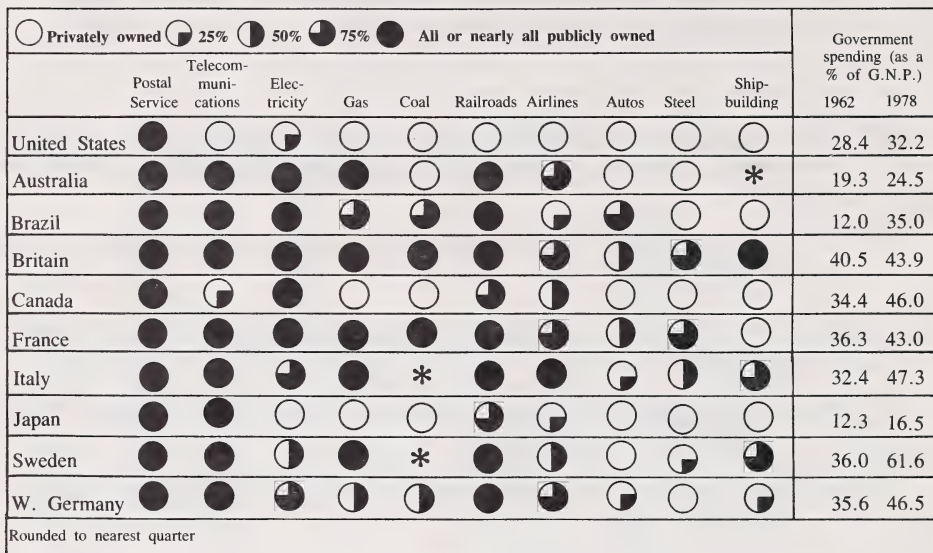 Privately owned 25% 50% 75% All or nearly all publicly owned
Government
spending (as a
% of G.N.P.)
1962 1978
Postal
Service
Telecom-
muni-
cations
Elec-
tricity
Gas
Coal
Railroads
Airlines
Autos
Steel
Ship-
building
United States 28.4 32.2
Australia * 19.3 24.5
Brazil 12.0 35.0
Britain 40.5 43.9
Canada 34.4 46.0
France 36.3 43.0
Italy * 32.4 47.3
Japan 12.3 16.5
Sweden * 36.0 61.6
W. Germany 35.6 46.5
Rounded to nearest quarter